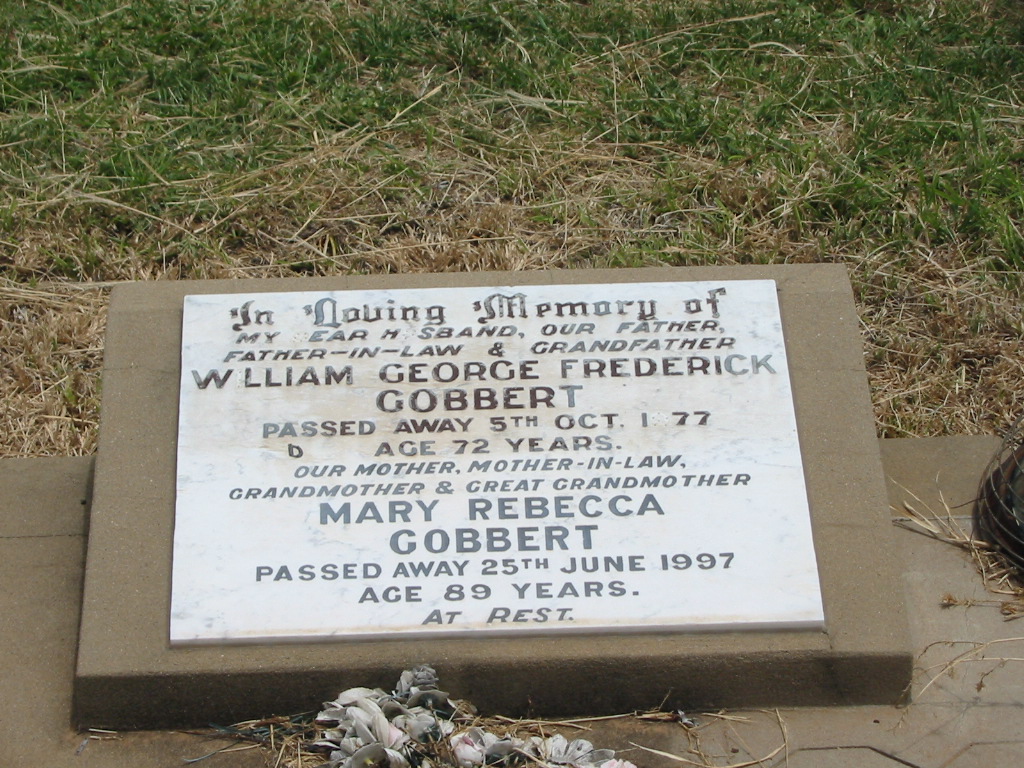 In Loving Memory of
MY EAR H SBAND, OUR FATHER,
FATHER-IN-LAW & GRANDFATHER
W LLIAM GEORGE FREDERICK
GOBBERT
PASSED AWAY 5TH OCT. 1 77
D AGE 72 YEARS.
OUR MOTHER, MOTHER-IN-LAW,
GRANDMOTHER & GREAT GRANDMOTHER
MARY REBECCA
GOBBERT
PASSED AWAY 25TH JUNE 1997
AGE 89 YEARS.
AT REST.